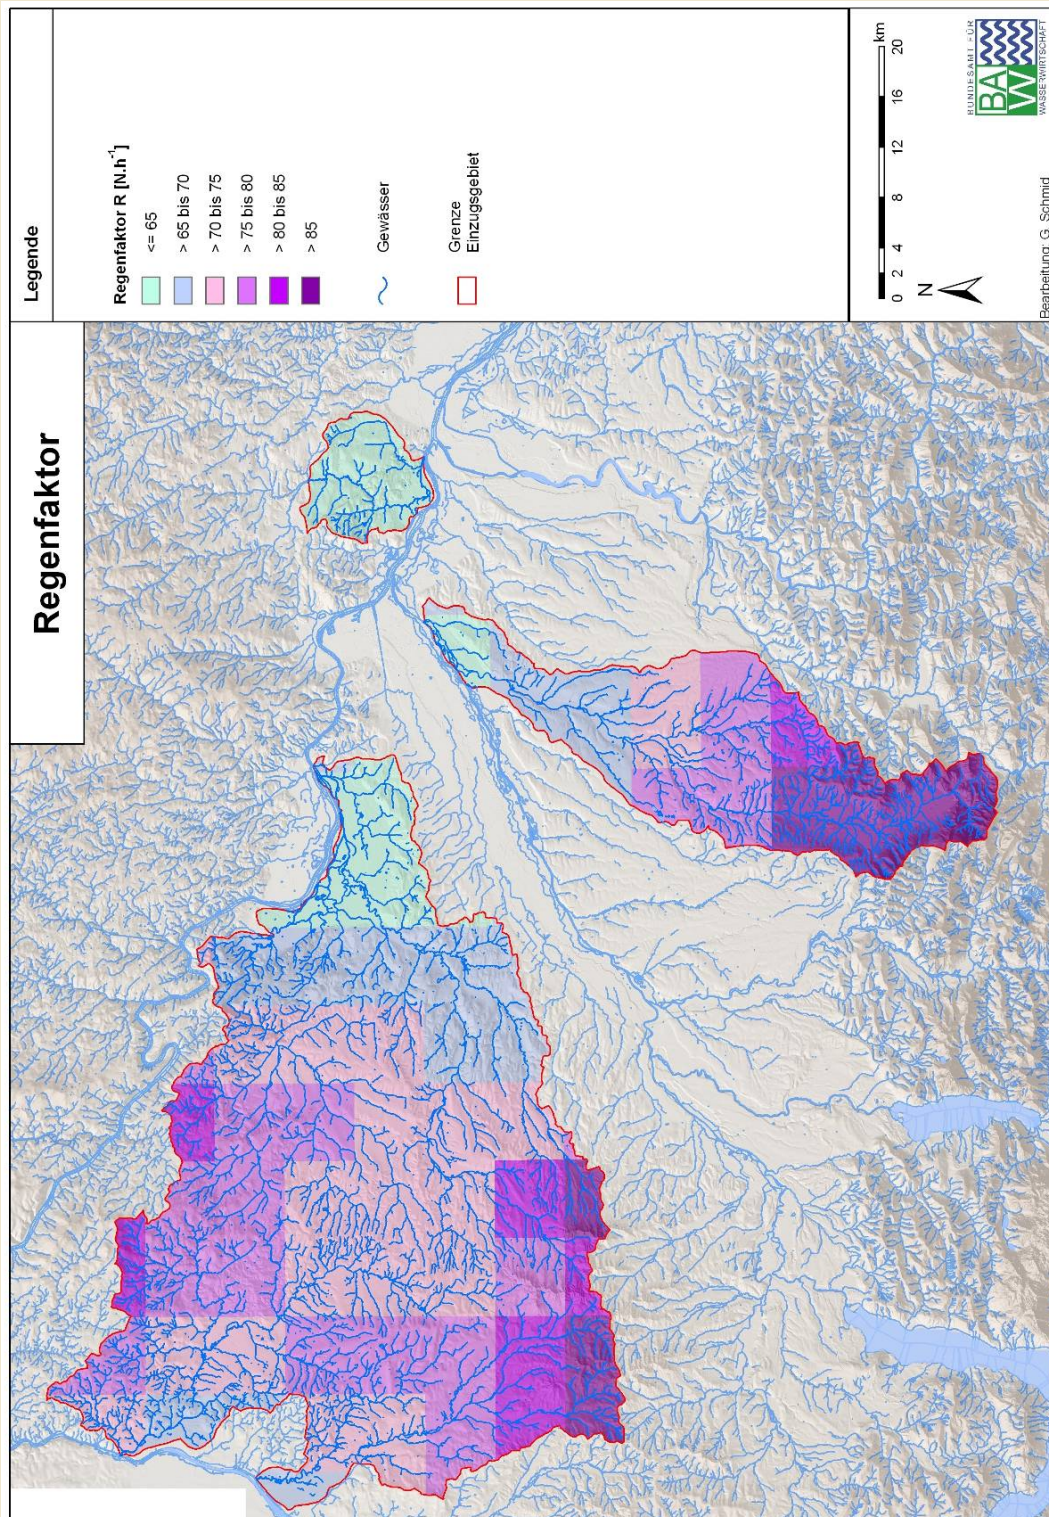 Regenfaktor
Legende
Regenfaktor R [N.h⁻¹]
<= 65
> 65 bis 70
> 70 bis 75
> 75 bis 80
> 80 bis 85
> 85
Gewässer
Grenze
Einzugsgebiet
0 2 4 8 12 16 20
km
N
BUNDESAMT FÜR
BAW
WASSERWIRTSCHAFT
Bearbeitung: G. Schmid